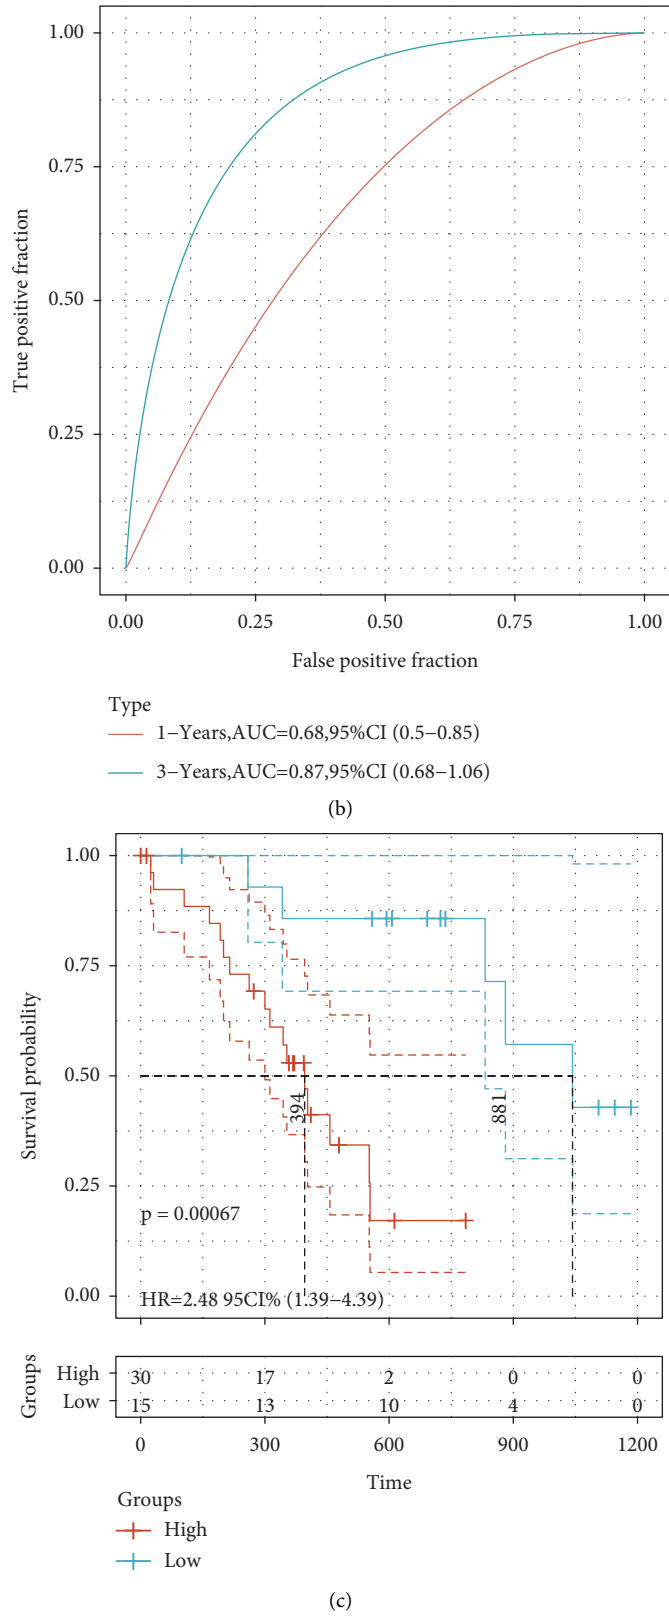 1.00
0.75
0.50
0.25
0.00
True positive fraction
0.00 0.25 0.50 0.75 1.00
False positive fraction
Type
1−Years,AUC=0.68,95%CI (0.5−0.85)
3−Years,AUC=0.87,95%CI (0.68−1.06)
(b)
1.00
0.75
0.50
0.25
0.00
Survival probability
394
881
p = 0.00067
HR=2.48 95CI% (1.39−4.39)
Groups
High 30 17 2 0 0
Low 15 13 10 4 0
0 300 600 900 1200
Time
Groups
High
Low
(c)